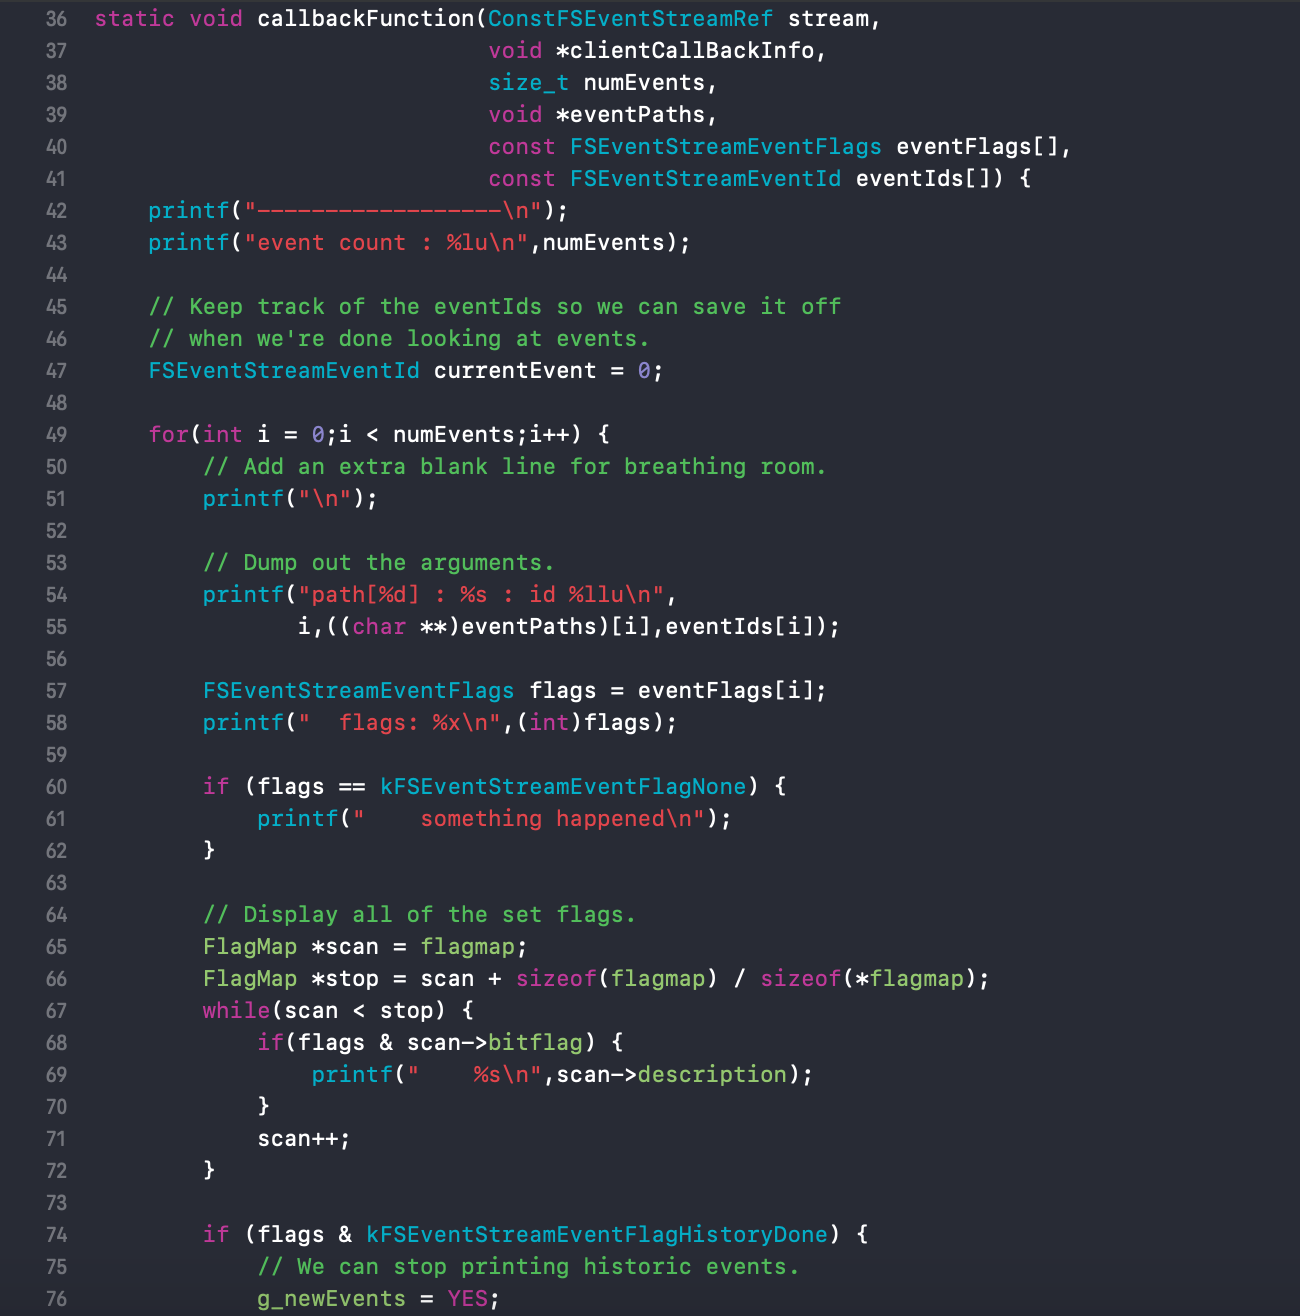 36 static void callbackFunction(ConstFSEventStreamRef stream,
37                              void *clientCallBackInfo,
38                              size_t numEvents,
39                              void *eventPaths,
40                              const FSEventStreamEventFlags eventFlags[],
41                              const FSEventStreamEventId eventIds[]) {
42     printf("------------------\n");
43     printf("event count : %lu\n",numEvents);
44
45     // Keep track of the eventIds so we can save it off
46     // when we're done looking at events.
47     FSEventStreamEventId currentEvent = 0;
48
49     for(int i = 0;i < numEvents;i++) {
50         // Add an extra blank line for breathing room.
51         printf("\n");
52
53         // Dump out the arguments.
54         printf("path[%d] : %s : id %llu\n",
55                i,((char **)eventPaths)[i],eventIds[i]);
56
57         FSEventStreamEventFlags flags = eventFlags[i];
58         printf("  flags: %x\n",(int)flags);
59
60         if (flags == kFSEventStreamEventFlagNone) {
61             printf("    something happened\n");
62         }
63
64         // Display all of the set flags.
65         FlagMap *scan = flagmap;
66         FlagMap *stop = scan + sizeof(flagmap) / sizeof(*flagmap);
67         while(scan < stop) {
68             if(flags & scan->bitflag) {
69                 printf("    %s\n",scan->description);
70             }
71             scan++;
72         }
73
74         if (flags & kFSEventStreamEventFlagHistoryDone) {
75             // We can stop printing historic events.
76             g_newEvents = YES;